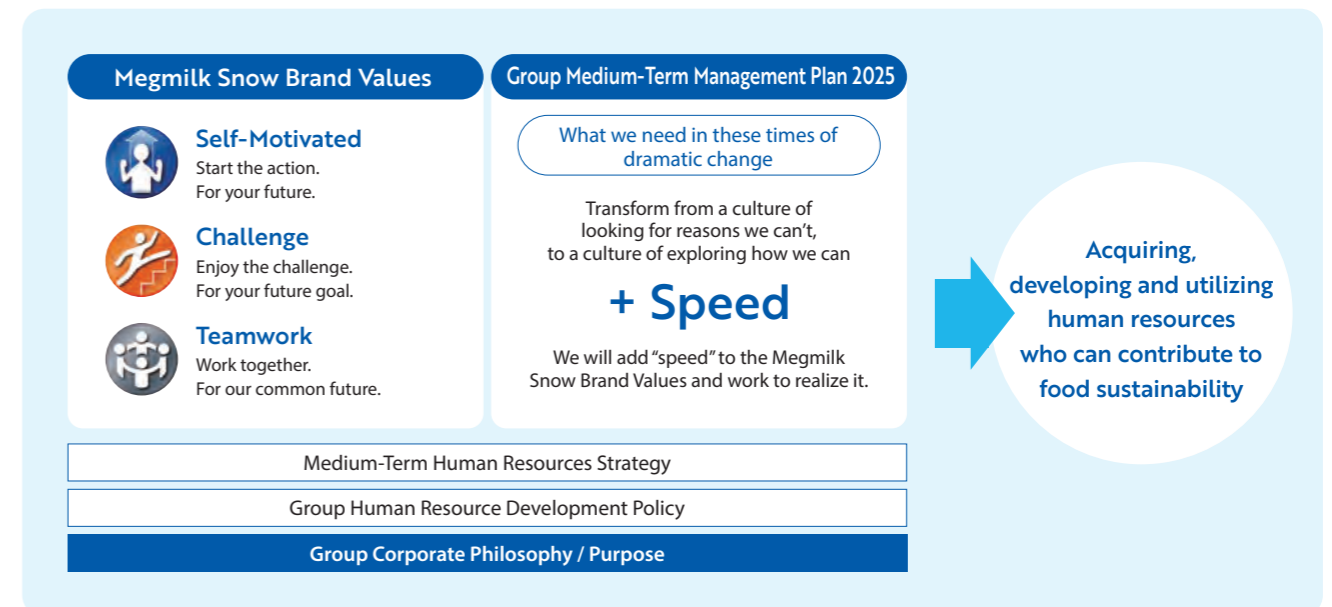 Megmilk Snow Brand Values
Self-Motivated
Start the action.
For your future.
Challenge
Enjoy the challenge.
For your future goal.
Teamwork
Work together.
For our common future.
Group Medium-Term Management Plan 2025
What we need in these times of
dramatic change
Transform from a culture of
looking for reasons we can’t,
to a culture of exploring how we can
+ Speed
We will add “speed” to the Megmilk
Snow Brand Values and work to realize it.
Medium-Term Human Resources Strategy
Group Human Resource Development Policy
Group Corporate Philosophy / Purpose
Acquiring,
developing and utilizing
human resources
who can contribute to
food sustainability